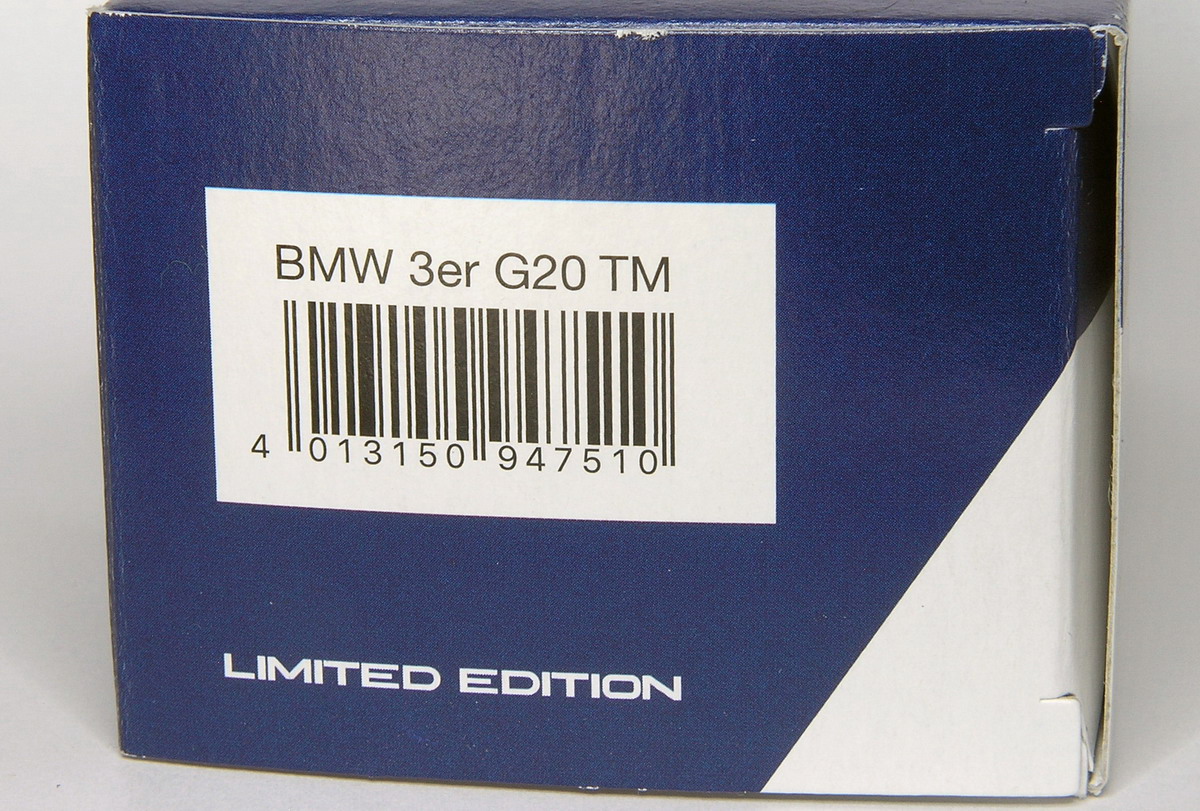 BMW 3er G20 TM
4 013150 947510
LIMITED EDITION